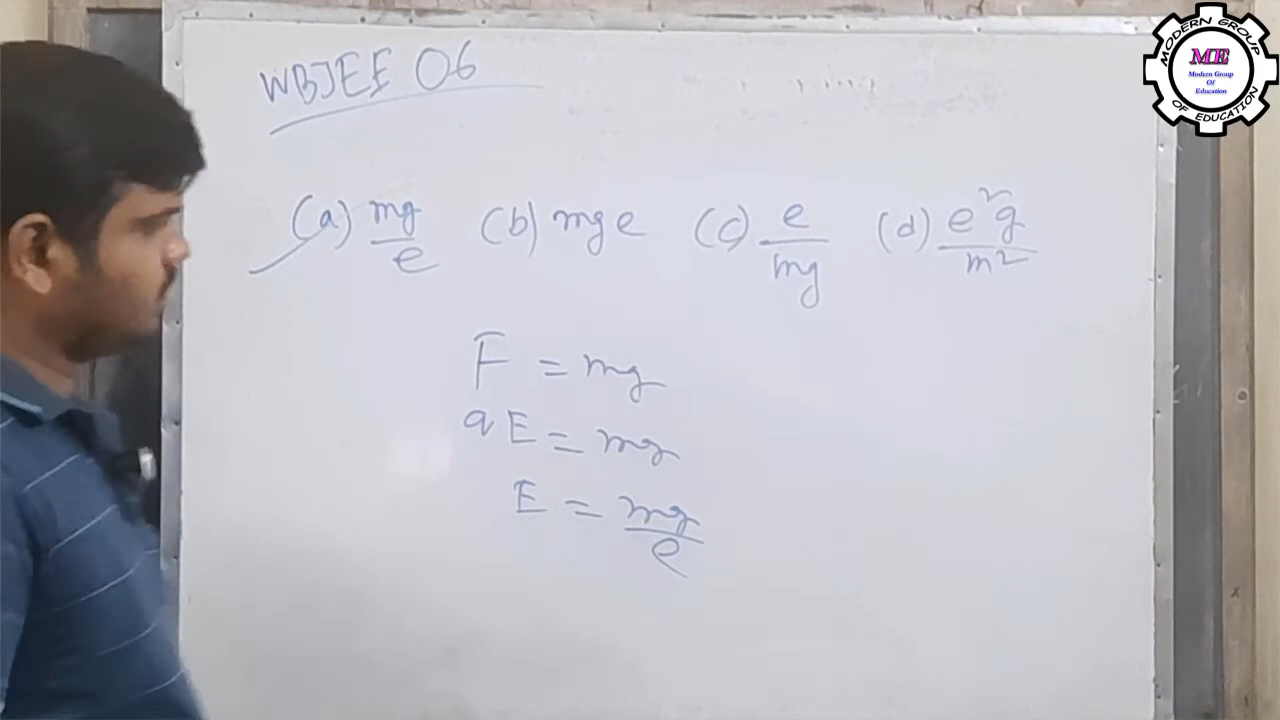 WBJEE 06
(a) mg/e (b) mge (c) e/mg (d) e²g/m²
F = mg
qE = mg
E = mg/e
MODERN GROUP
ME
Modern Group
Of
Education
OF EDUCATION